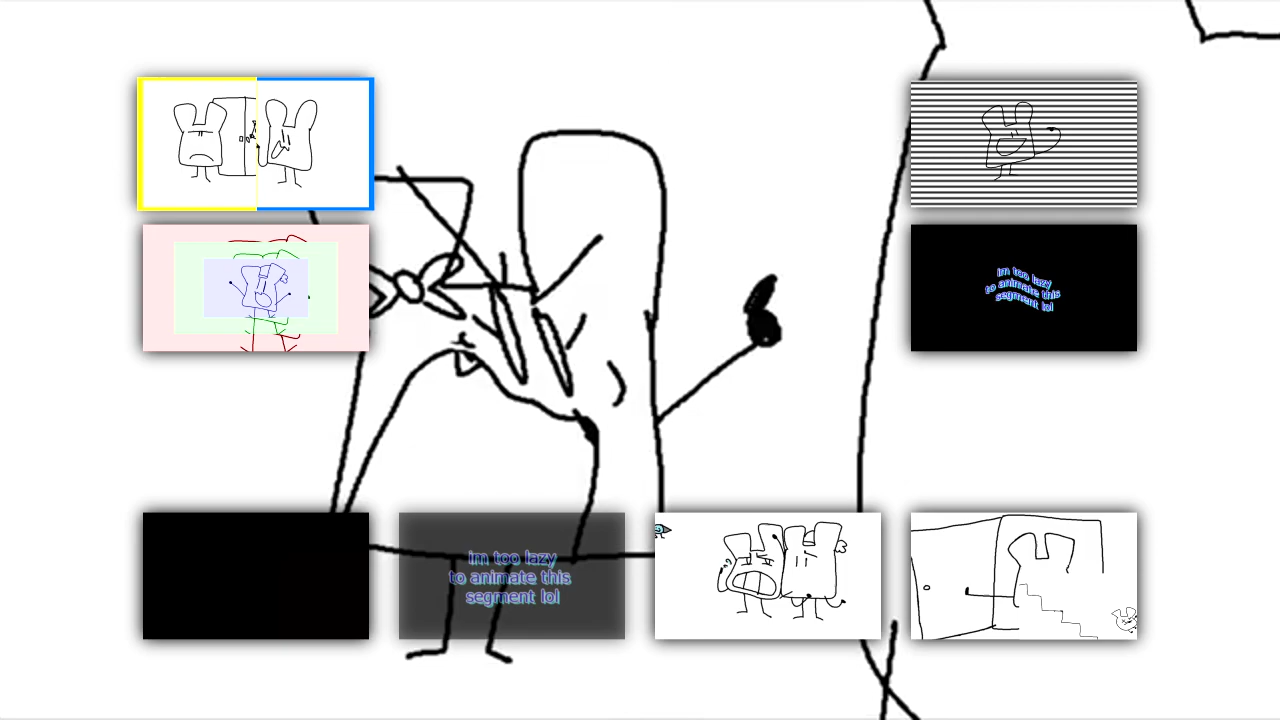 im too lazy
to animate this
segment lol
im too lazy
to animate this
segment lol